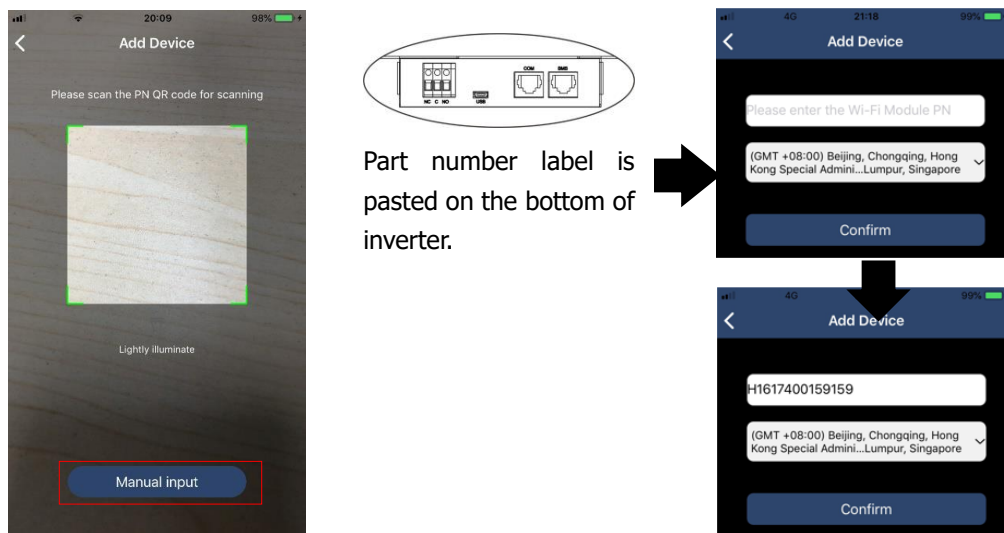 20:09
98%
Add Device
Please scan the PN QR code for scanning
Lightly illuminate
Manual input
COM
SMB
NC C NO
USB
Part number label is
pasted on the bottom of
inverter.
4G
21:18
99%
Add Device
Please enter the Wi-Fi Module PN
(GMT +08:00) Beijing, Chongqing, Hong
Kong Special Admini...Lumpur, Singapore
Confirm
4G
99%
Add Device
H1617400159159
(GMT +08:00) Beijing, Chongqing, Hong
Kong Special Admini...Lumpur, Singapore
Confirm